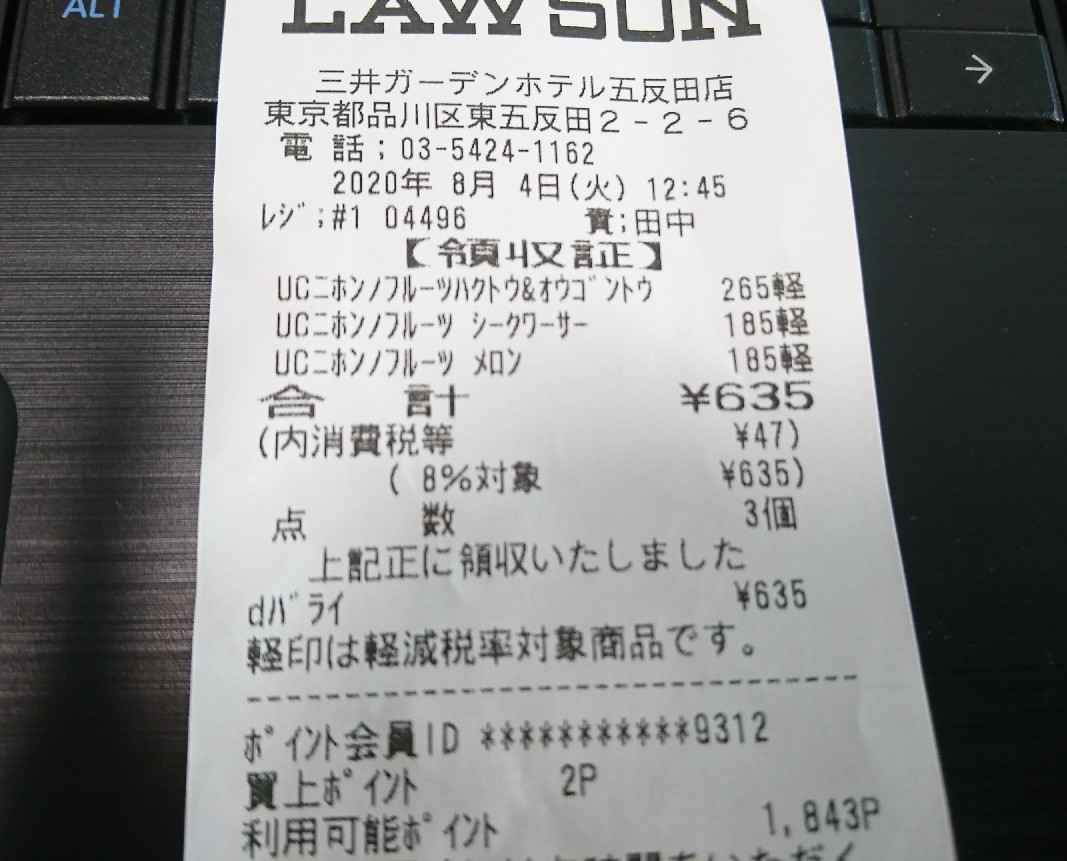 ALT
→
LAWSON
三井ガーデンホテル五反田店
東京都品川区東五反田2-2-6
電 話;03-5424-1162
2020年 8月 4日(火) 12:45
ﾚｼﾞ;#1 04496 責:田中
【領収証】
UCﾆﾎﾝﾉﾌﾙｰﾂﾊｸﾄｳ&ｵｳｺﾞﾝﾄｳ 265軽
UCﾆﾎﾝﾉﾌﾙｰﾂ ｼｰｸﾜｰｻｰ 185軽
UCﾆﾎﾝﾉﾌﾙｰﾂ ﾒﾛﾝ 185軽
合 計 ¥635
(内消費税等 ¥47)
( 8%対象 ¥635)
点 数 3個
上記正に領収いたしました
dﾊﾞﾗｲ ¥635
軽印は軽減税率対象商品です。
ﾎﾟｲﾝﾄ会員ID ***********9312
買上ﾎﾟｲﾝﾄ 2P
利用可能ﾎﾟｲﾝﾄ 1,843P